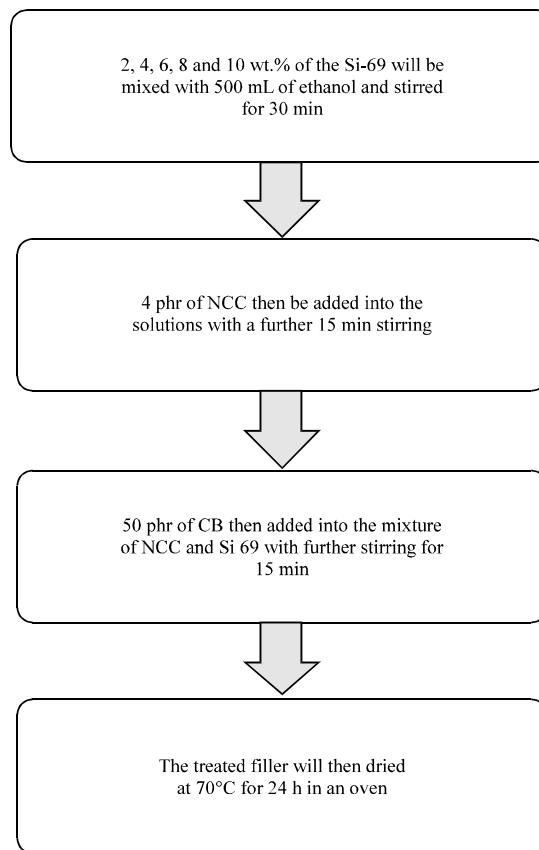 2, 4, 6, 8 and 10 wt.% of the Si-69 will be
mixed with 500 mL of ethanol and stirred
for 30 min
4 phr of NCC then be added into the
solutions with a further 15 min stirring
50 phr of CB then added into the mixture
of NCC and Si 69 with further stirring for
15 min
The treated filler will then dried
at 70°C for 24 h in an oven